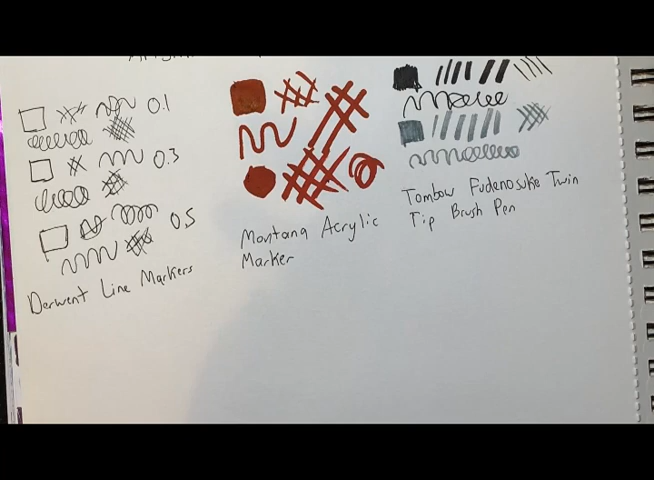 0.1
0.3
0.5
Derwent Line Markers
Montana Acrylic
Marker
Tombow Fudenosuke Twin
Tip Brush Pen